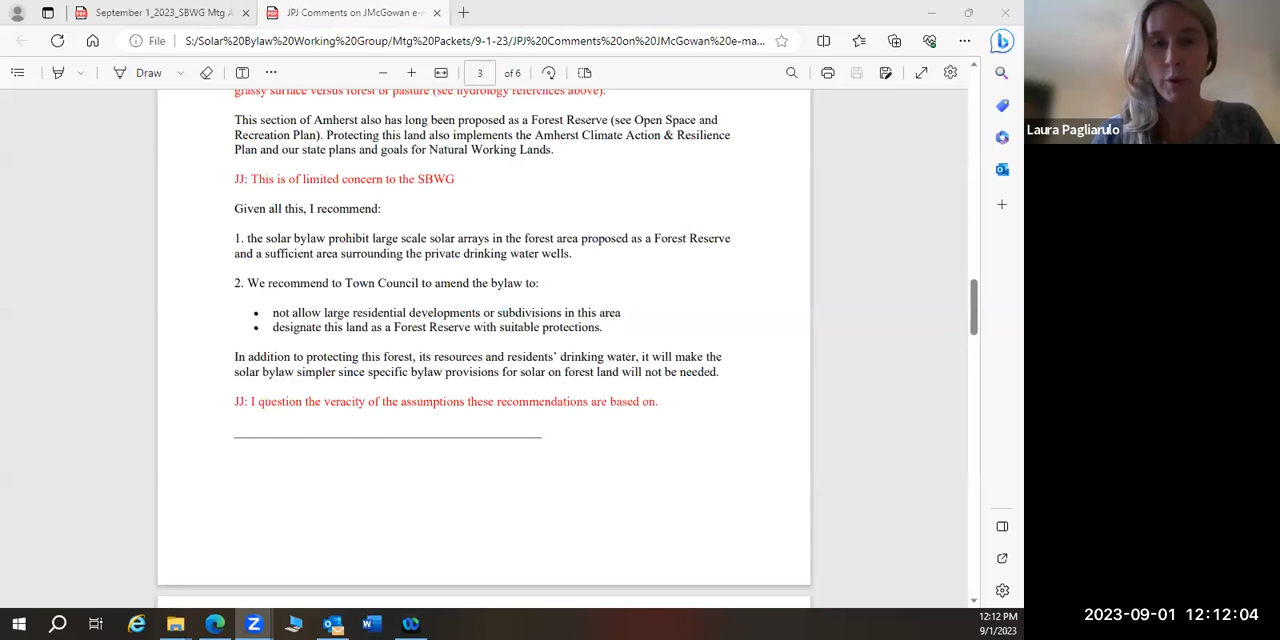 September 1_2023_SBWG Mtg A
JPJ Comments on JMcGowan e-
File
S:/Solar%20Bylaw%20Working%20Group/Mtg%20Packets/9-1-23/JPJ%20Comments%20on%20JMcGowan%20e-ma...
Draw
3
of 6
grassy surface versus forest or pasture (see hydrology references above).
This section of Amherst also has long been proposed as a Forest Reserve (see Open Space and
Recreation Plan). Protecting this land also implements the Amherst Climate Action & Resilience
Plan and our state plans and goals for Natural Working Lands.
JJ: This is of limited concern to the SBWG
Given all this, I recommend:
1. the solar bylaw prohibit large scale solar arrays in the forest area proposed as a Forest Reserve
and a sufficient area surrounding the private drinking water wells.
2. We recommend to Town Council to amend the bylaw to:
• not allow large residential developments or subdivisions in this area
• designate this land as a Forest Reserve with suitable protections.
In addition to protecting this forest, its resources and residents’ drinking water, it will make the
solar bylaw simpler since specific bylaw provisions for solar on forest land will not be needed.
JJ: I question the veracity of the assumptions these recommendations are based on.
Laura Pagliarulo
12:12 PM
9/1/2023
2023-09-01 12:12:04